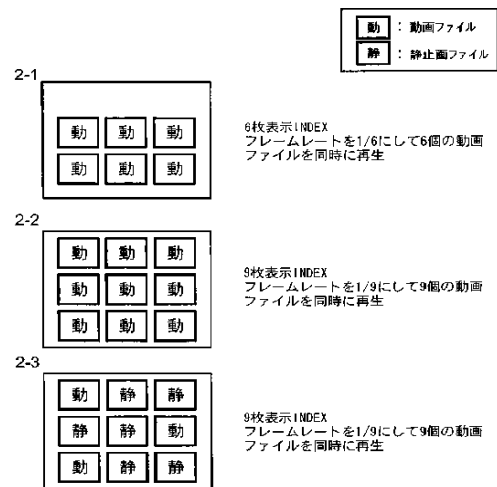 動 : 動画ファイル
静 : 静止画ファイル
2-1
動 動 動
動 動 動
6枚表示INDEX
フレームレートを1/6にして6個の動画
ファイルを同時に再生
2-2
動 動 動
動 動 動
動 動 動
9枚表示INDEX
フレームレートを1/9にして9個の動画
ファイルを同時に再生
2-3
動 静 静
静 静 動
動 静 静
9枚表示INDEX
フレームレートを1/9にして9個の動画
ファイルを同時に再生